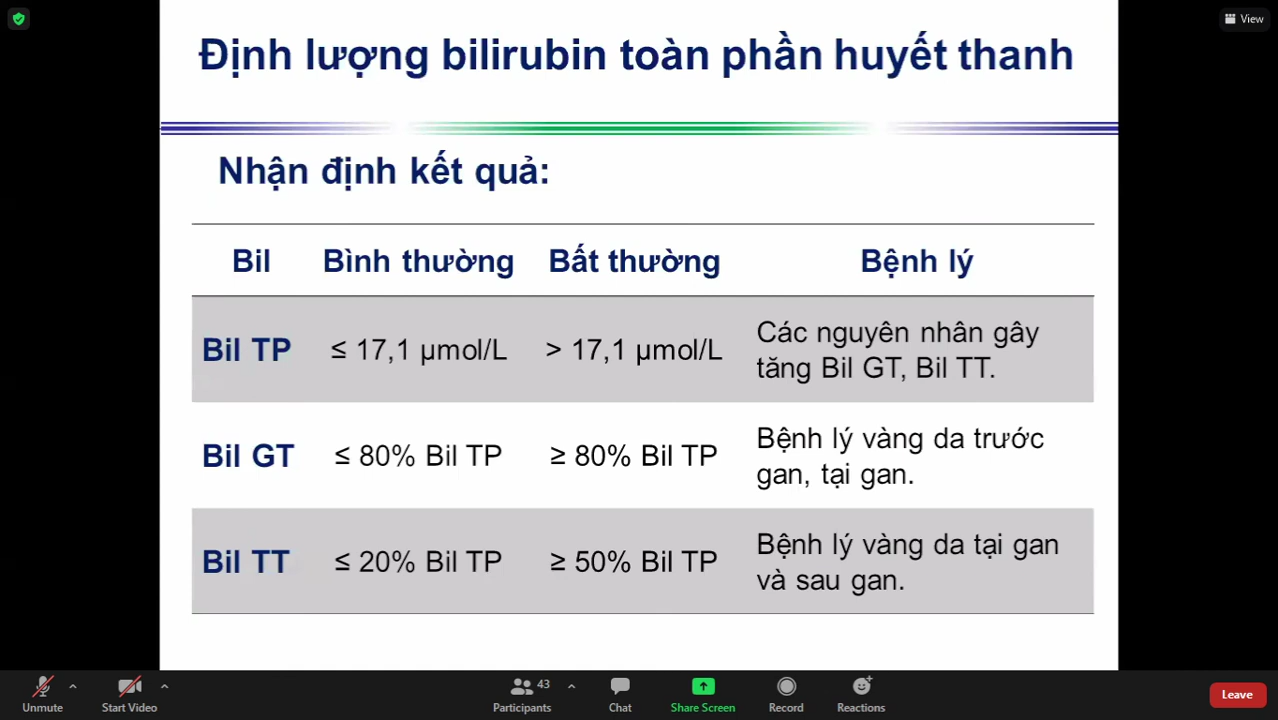 View
Định lượng bilirubin toàn phần huyết thanh
Nhận định kết quả:
Bil Bình thường Bất thường Bệnh lý
Bil TP ≤ 17,1 µmol/L > 17,1 µmol/L Các nguyên nhân gây
tăng Bil GT, Bil TT.
Bil GT ≤ 80% Bil TP ≥ 80% Bil TP Bệnh lý vàng da trước
gan, tại gan.
Bil TT ≤ 20% Bil TP ≥ 50% Bil TP Bệnh lý vàng da tại gan
và sau gan.
43
Unmute Start Video Participants Chat Share Screen Record Reactions Leave